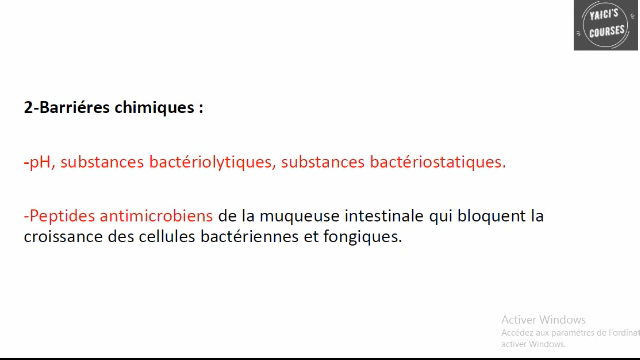 YAICI'S
COURSES
2-Barriéres chimiques :
-pH, substances bactériolytiques, substances bactériostatiques.
-Peptides antimicrobiens de la muqueuse intestinale qui bloquent la
croissance des cellules bactériennes et fongiques.
Activer Windows
Accédez aux paramètres de l'ordinat
activer Windows.